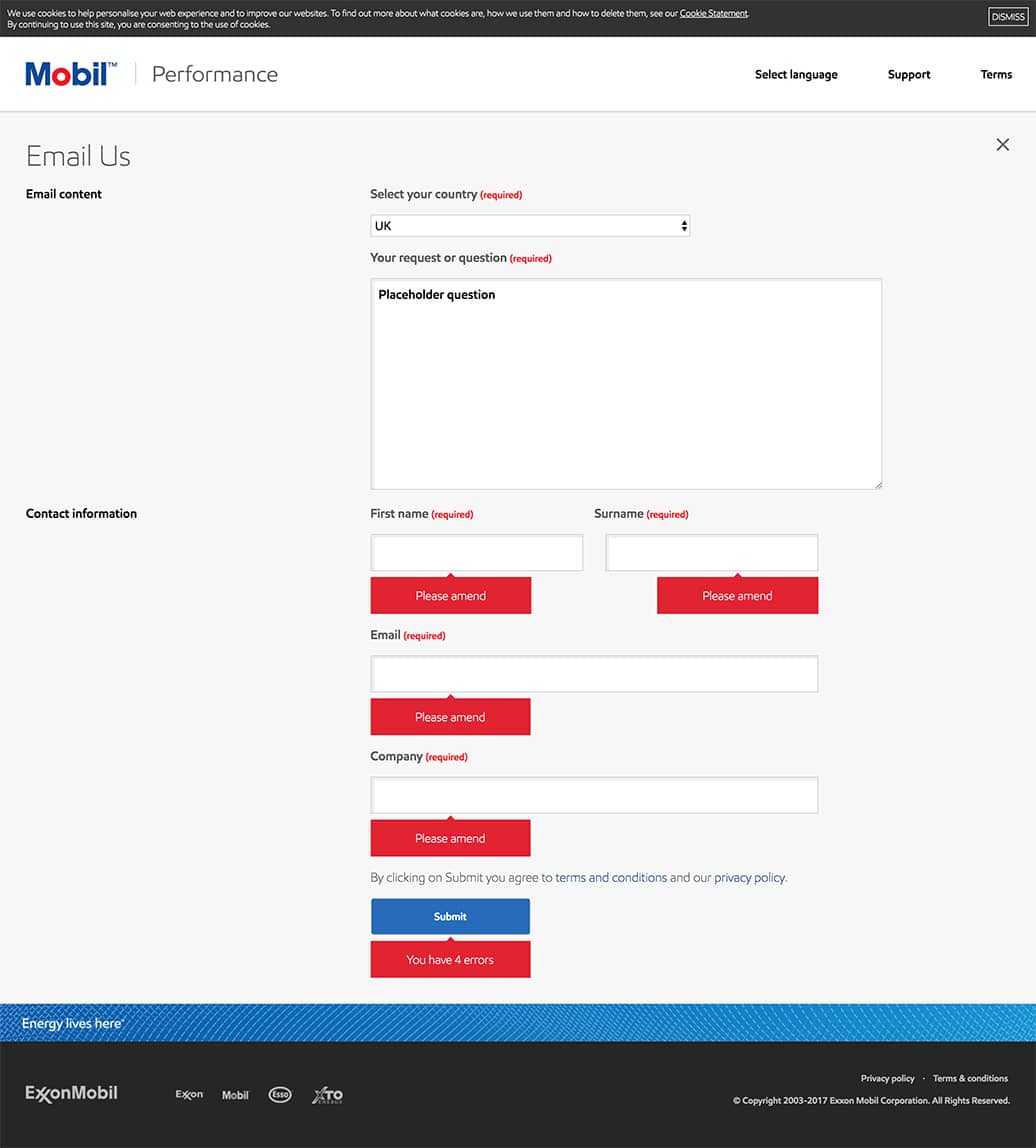 We use cookies to help personalise your web experience and to improve our websites. To find out more about what cookies are, how we use them and how to delete them, see our Cookie Statement.
By continuing to use this site, you are consenting to the use of cookies.
DISMISS
Mobil™ Performance
Select language
Support
Terms
Email Us
Email content
Select your country (required)
UK
Your request or question (required)
Placeholder question
Contact information
First name (required)
Surname (required)
Please amend
Please amend
Email (required)
Please amend
Company (required)
Please amend
By clicking on Submit you agree to terms and conditions and our privacy policy.
Submit
You have 4 errors
Energy lives here™
ExxonMobil
Exxon
Mobil
Esso
XTO ENERGY
Privacy policy · Terms & conditions
© Copyright 2003-2017 Exxon Mobil Corporation. All Rights Reserved.